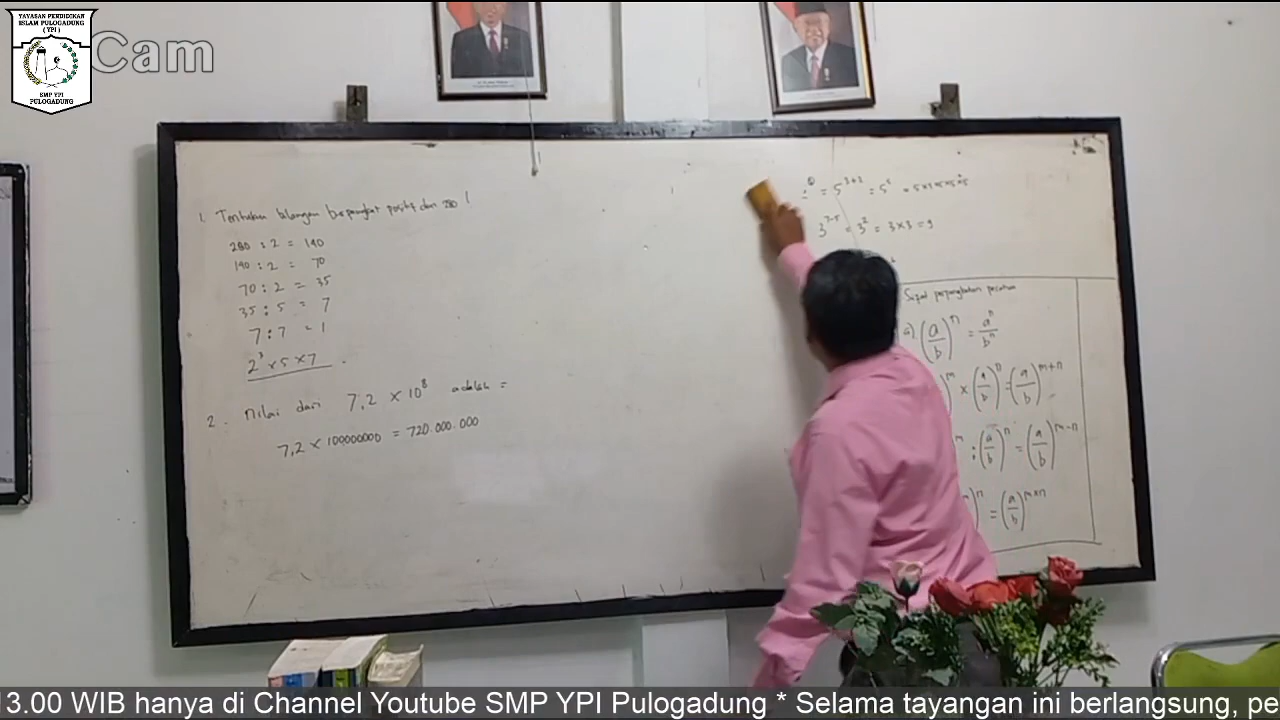 YAYASAN PENDIDIKAN
ISLAM PULOGADUNG
( YPI )
SMP YPI
PULOGADUNG
Cam
1. Tentukan bilangan berpangkat positif dari 280 !
280 : 2 = 140
140 : 2 = 70
70 : 2 = 35
35 : 5 = 7
7 : 7 = 1
2³ × 5 × 7
2. Nilai dari 7,2 × 10⁸ adalah =
7,2 × 100000000 = 720.000.000
= 5³⁺² = 5⁵ = 5×5×5×5×5
= 3² = 3×3 = 9
Sifat perpangkatan pecahan
a) (a/b)ⁿ = aⁿ/bⁿ
)ᵐ × (a/b)ⁿ = (a/b)ᵐ⁺ⁿ
ᵐ : (a/b)ⁿ = (a/b)ᵐ⁻ⁿ
)ⁿ = (a/b)ᵐˣⁿ
13.00 WIB hanya di Channel Youtube SMP YPI Pulogadung * Selama tayangan ini berlangsung, pe